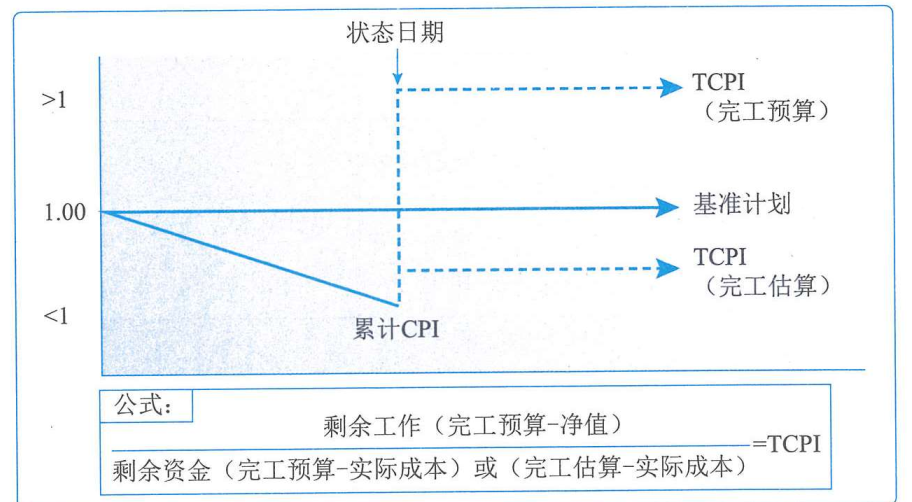 状态日期
>1
TCPI
（完工预算）
1.00
基准计划
TCPI
（完工估算）
<1
累计CPI
公式：
剩余工作（完工预算-净值）
=TCPI
剩余资金（完工预算-实际成本）或（完工估算-实际成本）